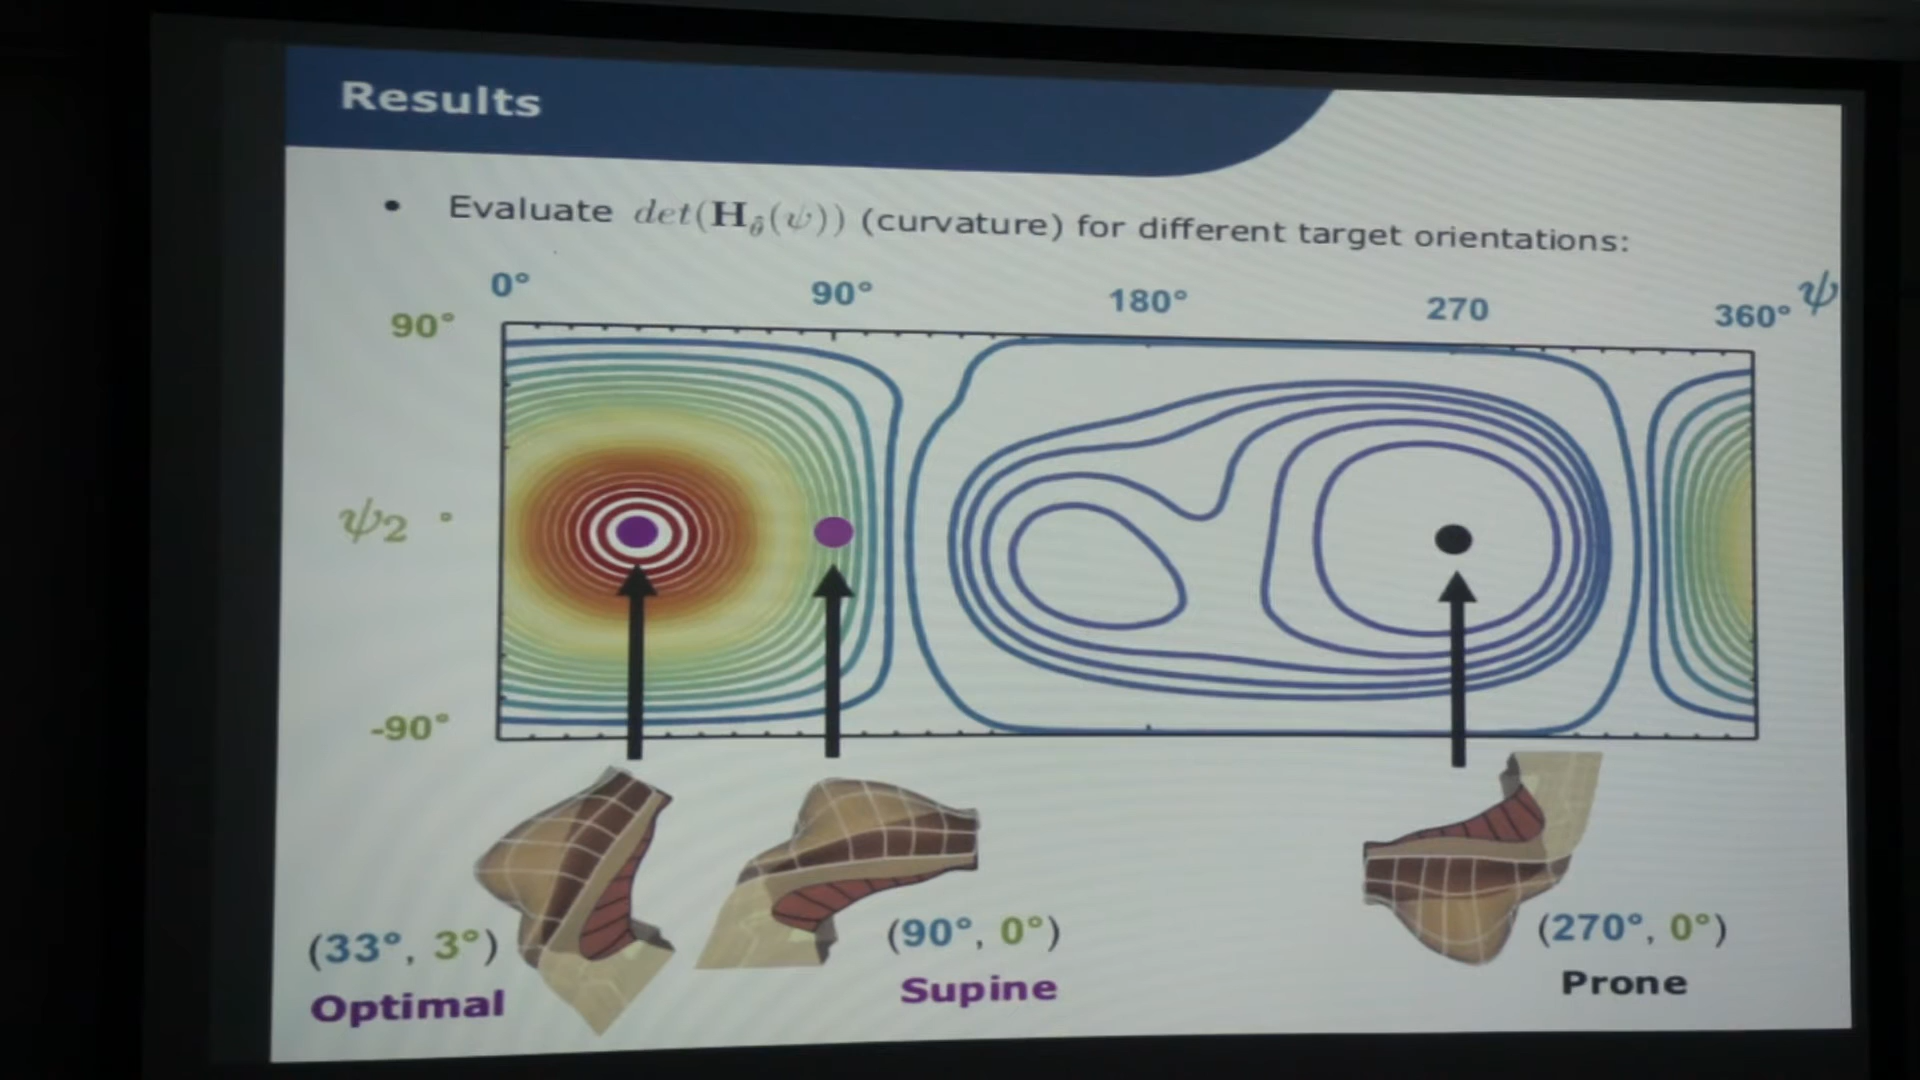 Results
• Evaluate det(H_θ̂(ψ)) (curvature) for different target orientations:
0° 90° 180° 270 360° ψ
90°
ψ₂ °
-90°
(33°, 3°)
Optimal
(90°, 0°)
Supine
(270°, 0°)
Prone